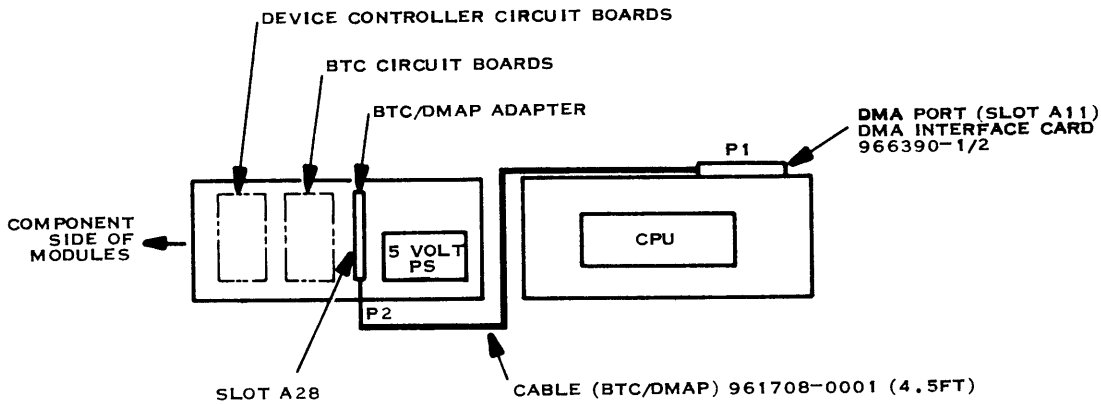 DEVICE CONTROLLER CIRCUIT BOARDS
BTC CIRCUIT BOARDS
BTC/DMAP ADAPTER
DMA PORT (SLOT A11)
DMA INTERFACE CARD
966390-1/2
P1
COMPONENT
SIDE OF
MODULES
5 VOLT
PS
CPU
P2
SLOT A28
CABLE (BTC/DMAP) 961708-0001 (4.5FT)